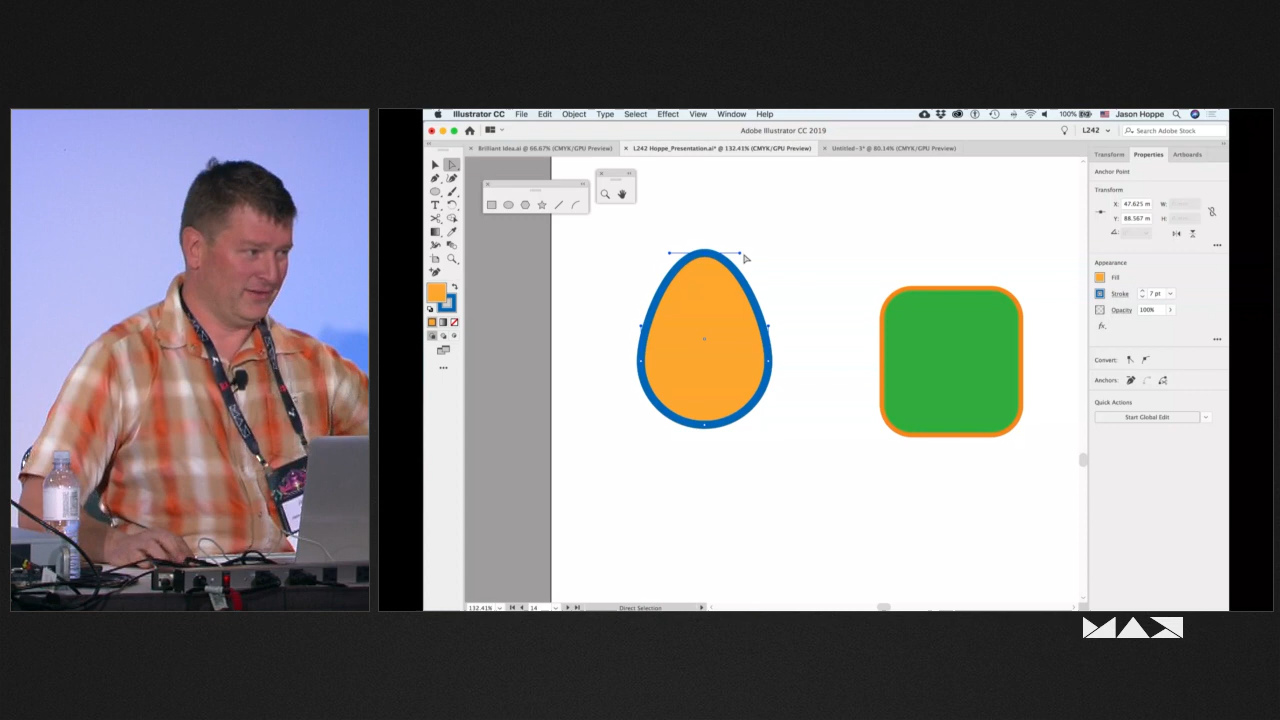 Illustrator CC File Edit Object Type Select Effect View Window Help 100% Jason Hoppe
Adobe Illustrator CC 2019 L242 Search Adobe Stock
Brilliant Idea.ai @ 66.67% (CMYK/GPU Preview) L242 Hoppe_Presentation.ai* @ 132.41% (CMYK/GPU Preview) Untitled-3* @ 80.14% (CMYK/GPU Preview)
Transform Properties Artboards
Anchor Point
Transform
X: 47.625 m W:
Y: 88.567 m H:
Appearance
Fill
Stroke 7 pt
Opacity 100%
fx.
Convert:
Anchors:
Quick Actions
Start Global Edit
132.41% 14 Direct Selection
MAX